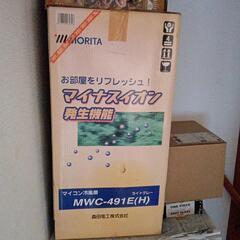 MORITA
お部屋をリフレッシュ!
マイナスイオン
発生機能
マイコン冷風扇
ライトグレー
MWC-491E(H)
森田電工株式会社